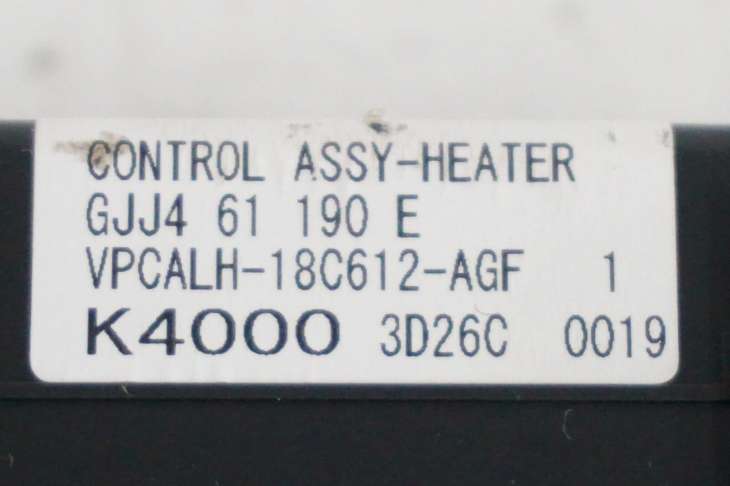 CONTROL ASSY-HEATER
GJJ4 61 190 E
VPCALH-18C612-AGF 1
K4000 3D26C 0019